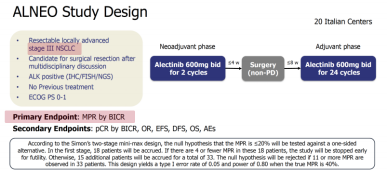 ALNEO Study Design
20 Italian Centers
• Resectable locally advanced
stage III NSCLC
• Candidate for surgical resection after
multidisciplinary discussion
• ALK positive (IHC/FISH/NGS)
• No Previous treatment
• ECOG PS 0-1
Neoadjuvant phase
Alectinib 600mg bid
for 2 cycles
≤4 w
Surgery
(non-PD)
≤8 w
Adjuvant phase
Alectinib 600mg bid
for 24 cycles
Primary Endpoint: MPR by BICR
Secondary Endpoints: pCR by BICR, OR, EFS, DFS, OS, AEs
According to the Simon's two-stage mini-max design, the null hypothesis that the MPR is ≤20% will be tested against a one-sided
alternative. In the first stage, 18 patients will be accrued. If there are 4 or fewer MPR in these 18 patients, the study will be stopped early
for futility. Otherwise, 15 additional patients will be accrued for a total of 33. The null hypothesis will be rejected if 11 or more MPR are
observed in 33 patients. This design yields a type I error rate of 0.05 and power of 0.80 when the true MPR is 40%.